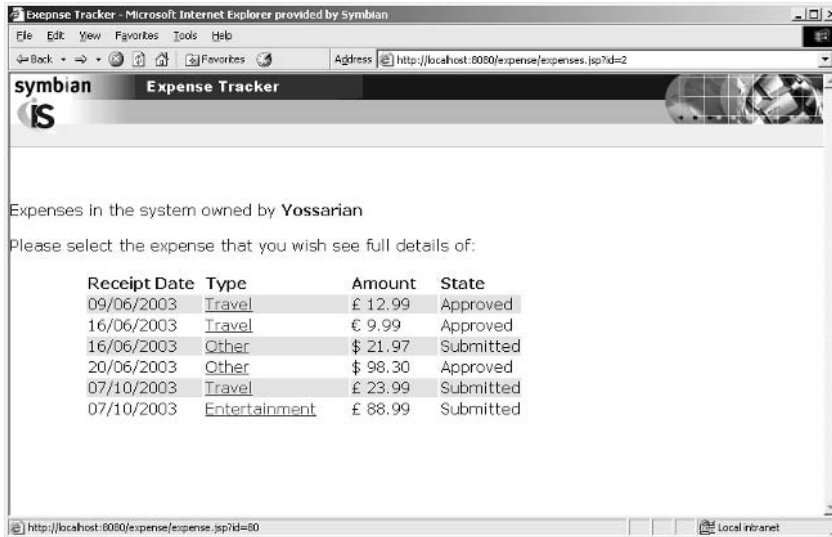 Exepnse Tracker - Microsoft Internet Explorer provided by Symbian
File Edit View Favorites Tools Help
Back Favorites Address http://localhost:8080/expense/expenses.jsp?id=2
symbian Expense Tracker
iS
Expenses in the system owned by Yossarian
Please select the expense that you wish see full details of:
Receipt Date Type Amount State
09/06/2003 Travel £ 12.99 Approved
16/06/2003 Travel € 9.99 Approved
16/06/2003 Other $ 21.97 Submitted
20/06/2003 Other $ 98.30 Approved
07/10/2003 Travel £ 23.99 Submitted
07/10/2003 Entertainment £ 88.99 Submitted
http://localhost:8080/expense/expense.jsp?id=80 Local intranet